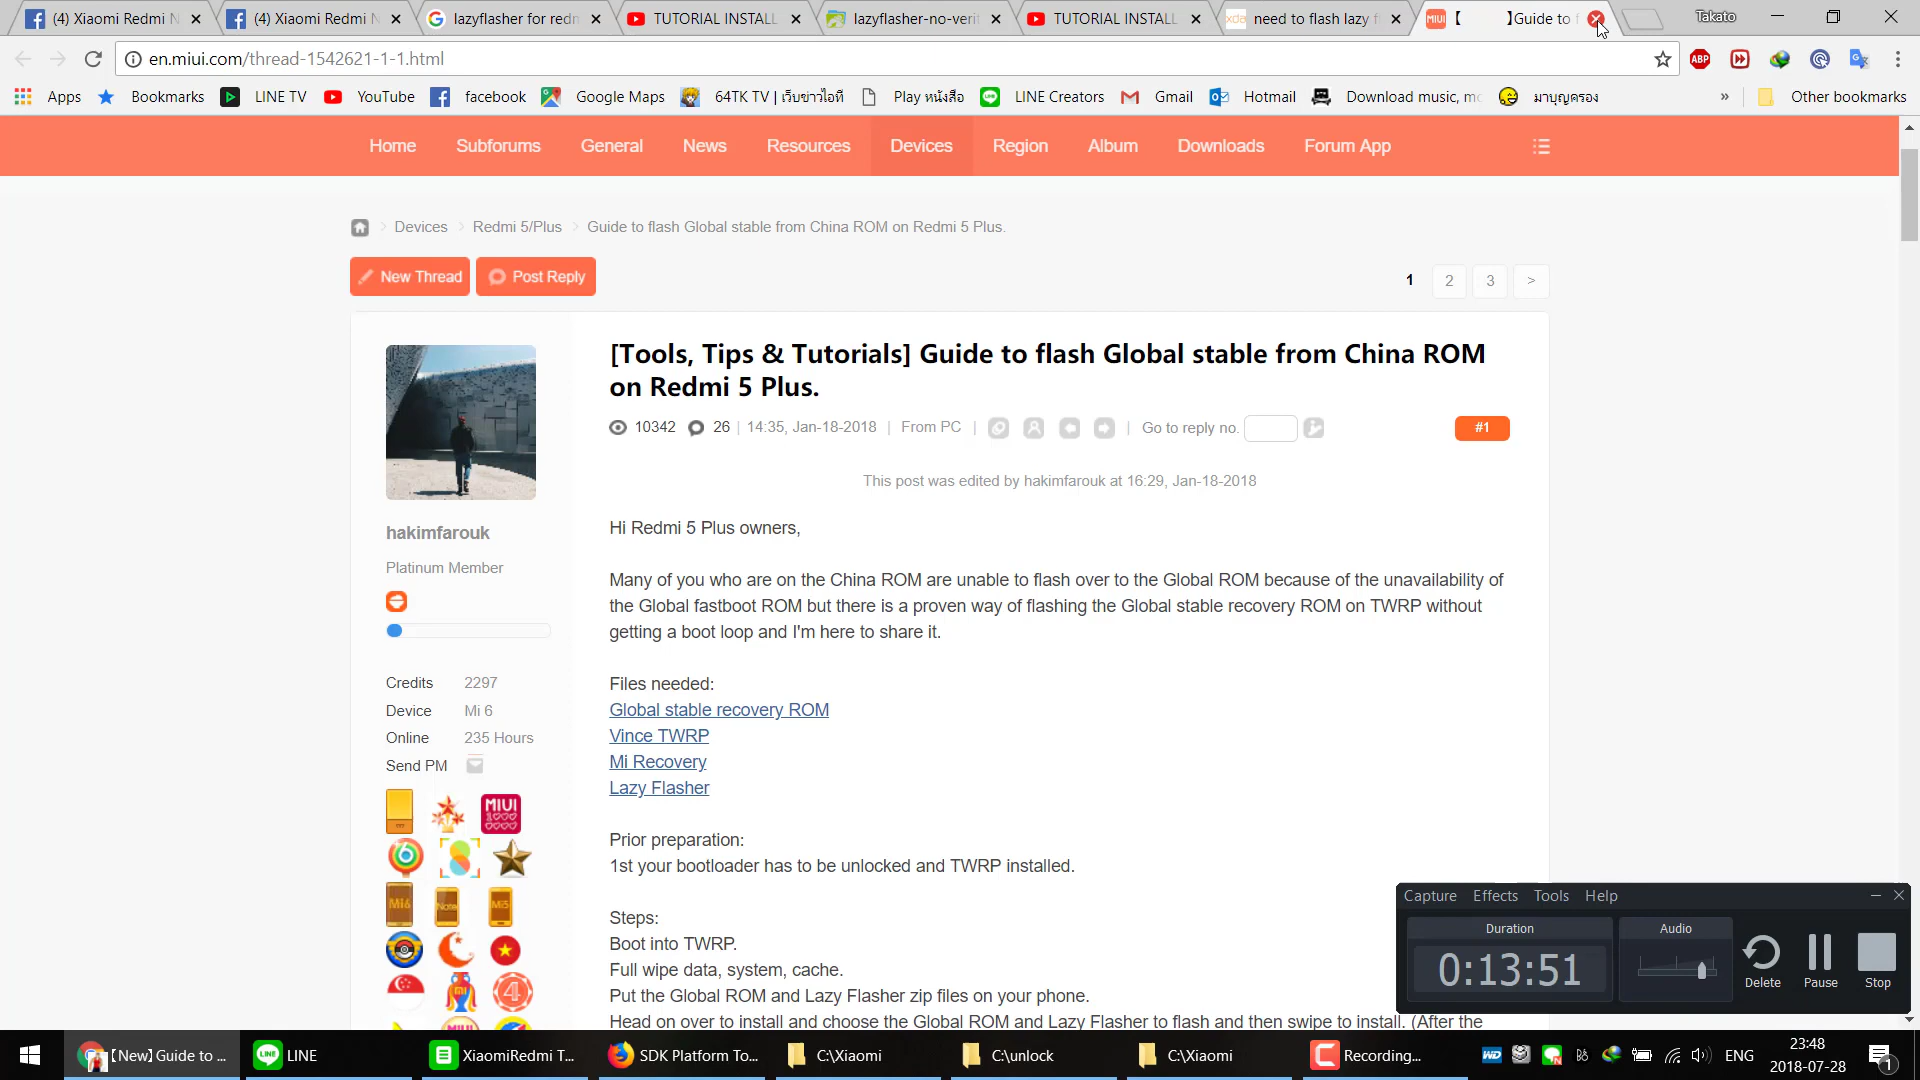 (4) Xiaomi Redmi N
(4) Xiaomi Redmi N
lazyflasher for redm
TUTORIAL INSTALL
lazyflasher-no-verit
TUTORIAL INSTALL
need to flash lazy f
【 】Guide to f
Takato
en.miui.com/thread-1542621-1-1.html
Apps
Bookmarks
LINE TV
YouTube
facebook
Google Maps
64TK TV | เว็บข่าวไอที
Play หนังสือ
LINE Creators
Gmail
Hotmail
Download music, mo
มาบุญครอง
»
Other bookmarks
Home
Subforums
General
News
Resources
Devices
Region
Album
Downloads
Forum App
Devices
Redmi 5/Plus
Guide to flash Global stable from China ROM on Redmi 5 Plus.
New Thread
Post Reply
1 2 3 >
[Tools, Tips & Tutorials] Guide to flash Global stable from China ROM
on Redmi 5 Plus.
10342 26 | 14:35, Jan-18-2018 | From PC | | Go to reply no.
#1
This post was edited by hakimfarouk at 16:29, Jan-18-2018
hakimfarouk
Platinum Member
Credits 2297
Device Mi 6
Online 235 Hours
Send PM
Hi Redmi 5 Plus owners,
Many of you who are on the China ROM are unable to flash over to the Global ROM because of the unavailability of
the Global fastboot ROM but there is a proven way of flashing the Global stable recovery ROM on TWRP without
getting a boot loop and I'm here to share it.
Files needed:
Global stable recovery ROM
Vince TWRP
Mi Recovery
Lazy Flasher
Prior preparation:
1st your bootloader has to be unlocked and TWRP installed.
Steps:
Boot into TWRP.
Full wipe data, system, cache.
Put the Global ROM and Lazy Flasher zip files on your phone.
Head on over to install and choose the Global ROM and Lazy Flasher to flash and then swipe to install. (After the
Capture Effects Tools Help
Duration
0:13:51
Audio
Delete
Pause
Stop
[New] Guide to ...
LINE
XiaomiRedmi T...
SDK Platform To...
C:\Xiaomi
C:\unlock
C:\Xiaomi
Recording...
ENG
23:48
2018-07-28
1